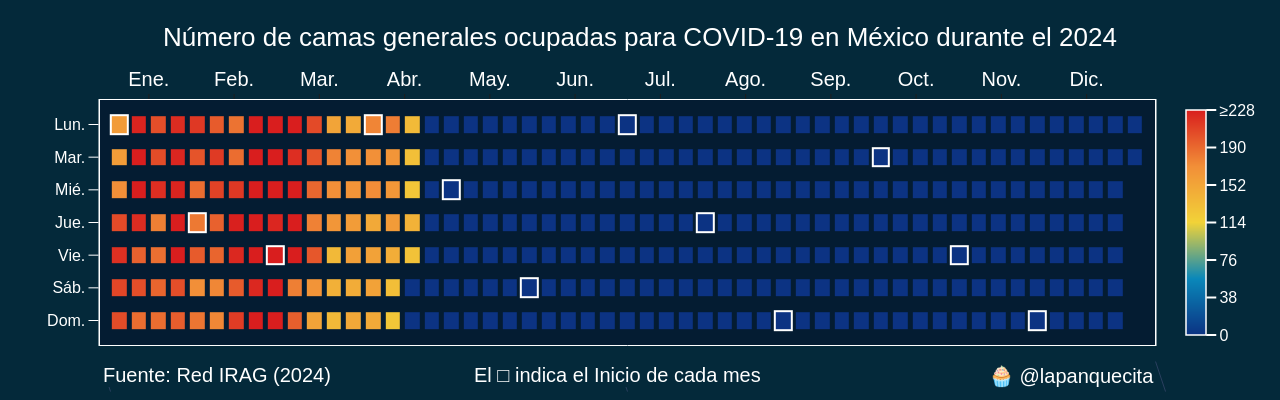 Número de camas generales ocupadas para COVID-19 en México durante el 2024
Ene. Feb. Mar. Abr. May. Jun. Jul. Ago. Sep. Oct. Nov. Dic.
Lun.
Mar.
Mié.
Jue.
Vie.
Sáb.
Dom.
≥228
190
152
114
76
38
0
Fuente: Red IRAG (2024)
El □ indica el Inicio de cada mes
🧁 @lapanquecita